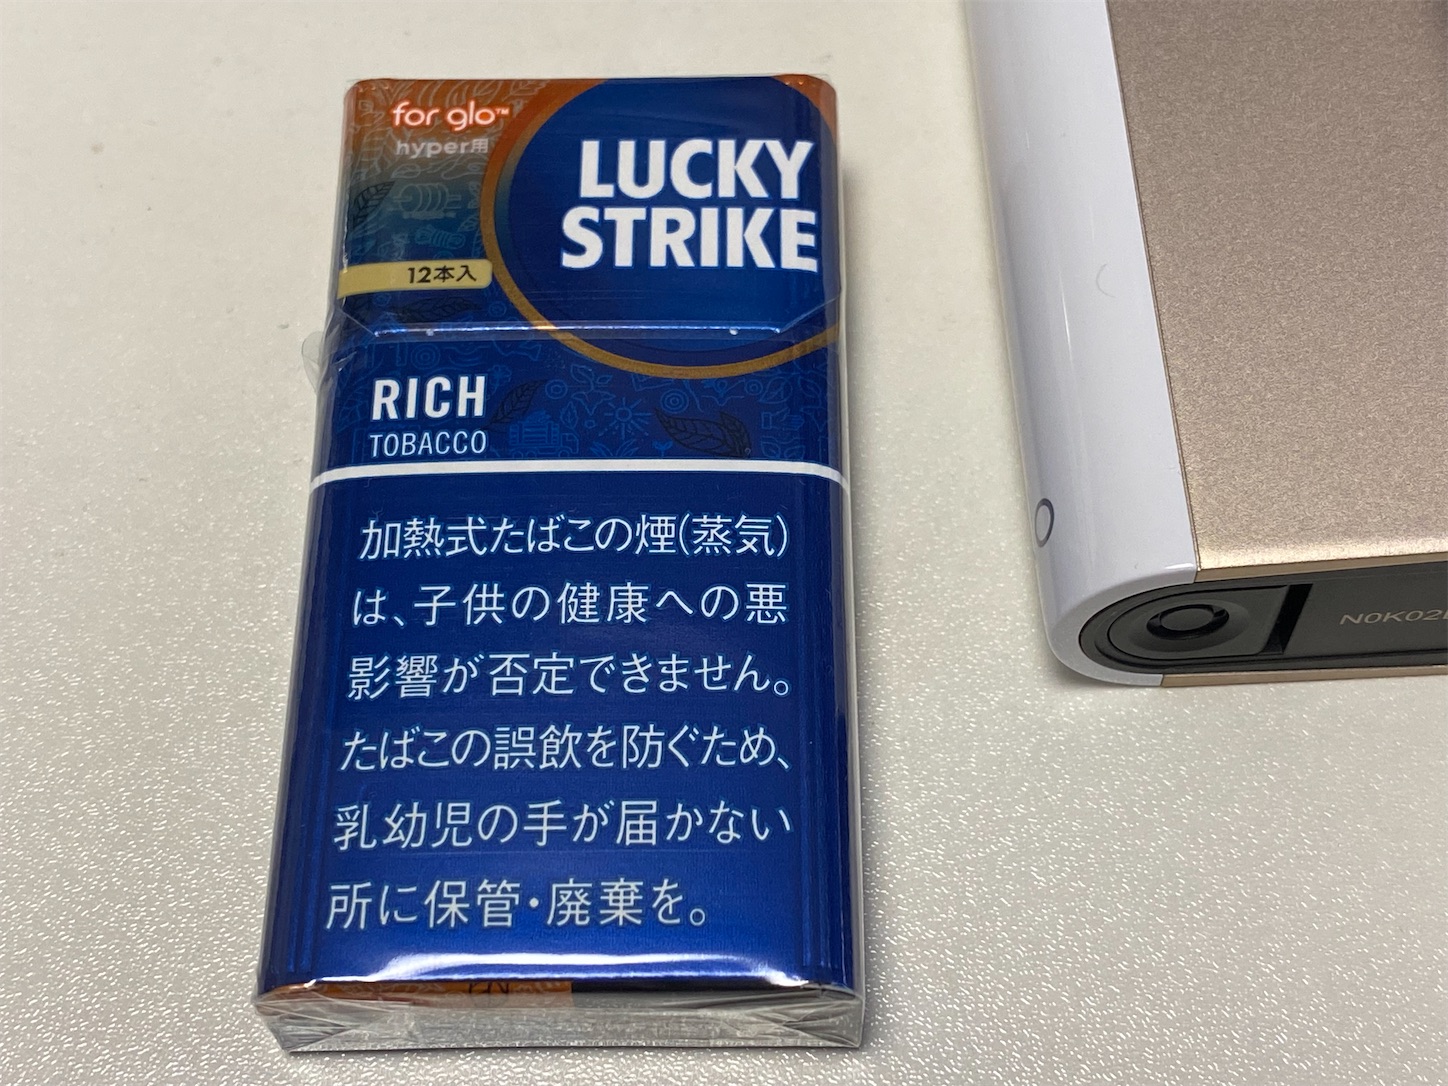 for glo™
hyper用
LUCKY
STRIKE
12本入
RICH
TOBACCO
加熱式たばこの煙(蒸気)
は、子供の健康への悪
影響が否定できません。
たばこの誤飲を防ぐため、
乳幼児の手が届かない
所に保管・廃棄を。
N0K02